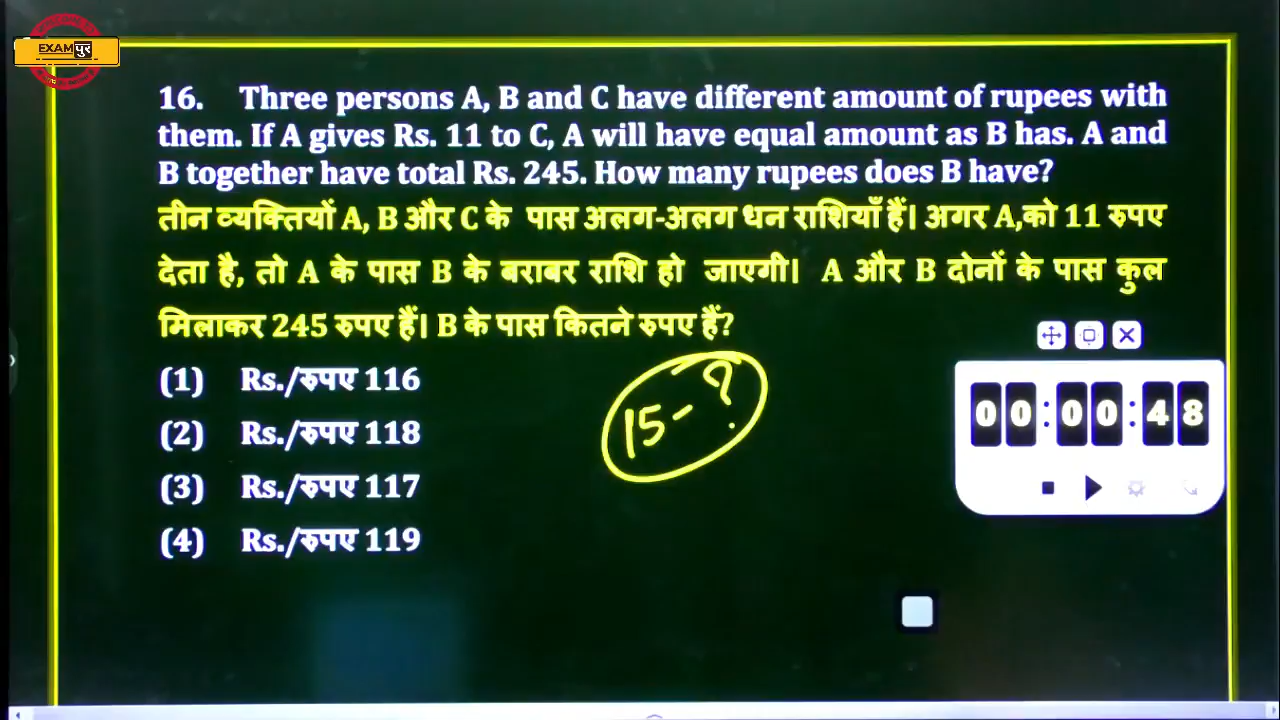 WELCOME TO
EXAMपुर
16. Three persons A, B and C have different amount of rupees with
them. If A gives Rs. 11 to C, A will have equal amount as B has. A and
B together have total Rs. 245. How many rupees does B have?
तीन व्यक्तियों A, B और C के पास अलग-अलग धन राशियाँ हैं। अगर A,को 11 रुपए
देता है, तो A के पास B के बराबर राशि हो जाएगी। A और B दोनों के पास कुल
मिलाकर 245 रुपए हैं। B के पास कितने रुपए हैं?
(1) Rs./रुपए 116
(2) Rs./रुपए 118
(3) Rs./रुपए 117
(4) Rs./रुपए 119
15-?
00:00:48